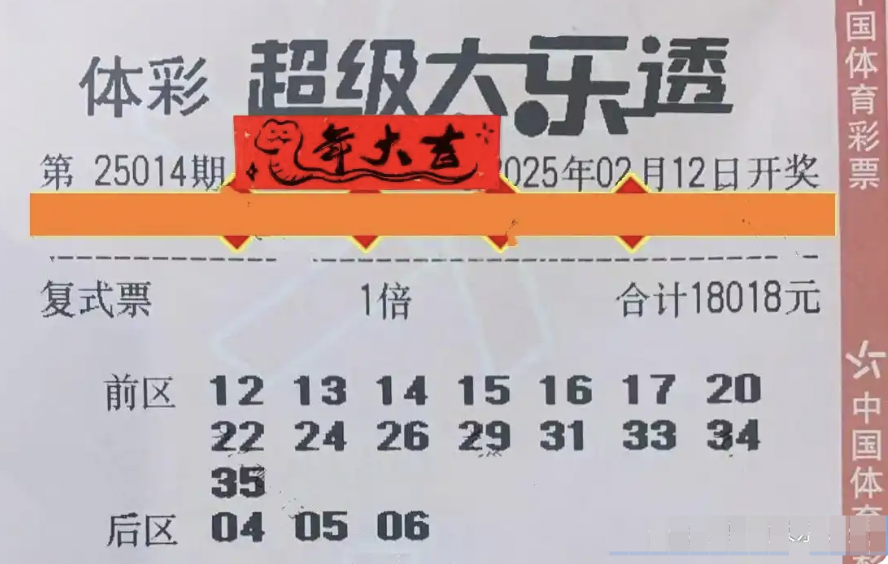 体彩 超级大乐透
蛇年大吉
第 25014期 2025年02月12日开奖
复式票 1倍 合计18018元
前区 12 13 14 15 16 17 20
22 24 26 29 31 33 34
35
后区 04 05 06
中国体育彩票
中国体育